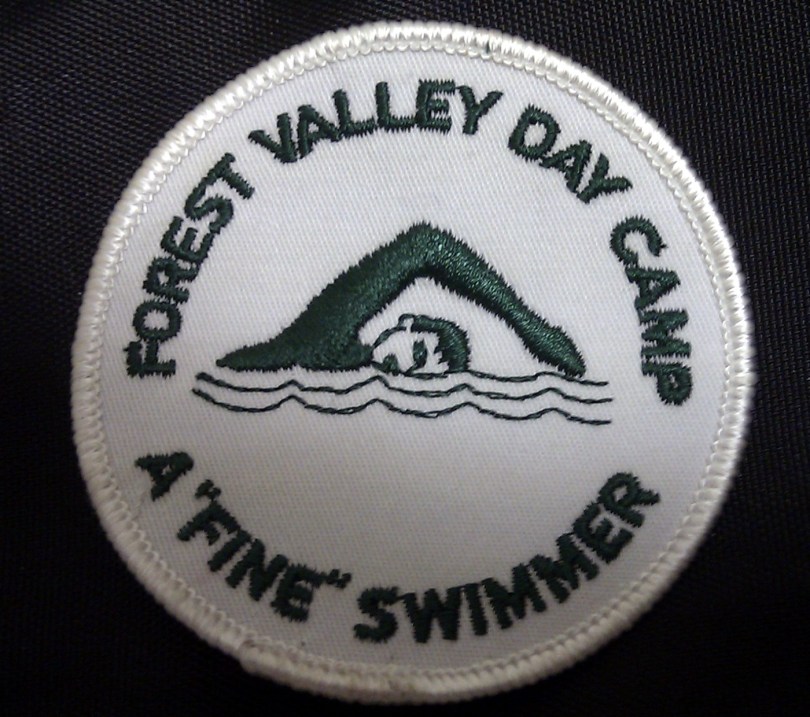 FOREST VALLEY DAY CAMP
A "FINE" SWIMMER